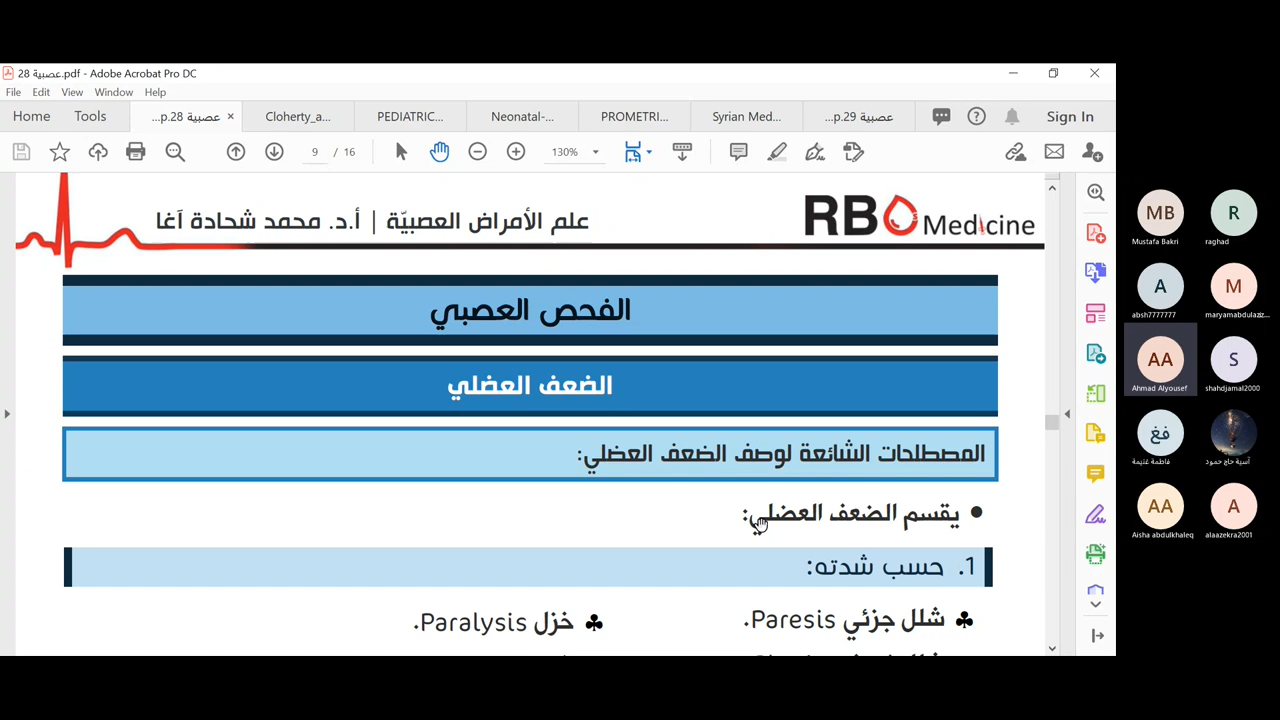 عصبية 28.pdf - Adobe Acrobat Pro DC
File Edit View Window Help
Home Tools عصبية 28.p... × Cloherty_a... PEDIATRIC... Neonatal-... PROMETRI... Syrian Med... عصبية 29.p... Sign In
9 / 16 130%
علم الأمراض العصبيّة | أ.د. محمد شحادة آغا
RBO Medicine
الفحص العصبي
الضعف العضلي
المصطلحات الشائعة لوصف الضعف العضلي:
يقسم الضعف العضلي:
1. حسب شدته:
♣ شلل جزئي Paresis. ♣ خزل Paralysis.
MB R
Mustafa Bakri raghad
A M
absh7777777 maryamabdulaziz...
AA S
Ahmad Alyousef shahdjamal2000
فغ
فاطمة غنيمة آسية حاج حمود
AA A
Aisha abdulkhaleq alaazekra2001